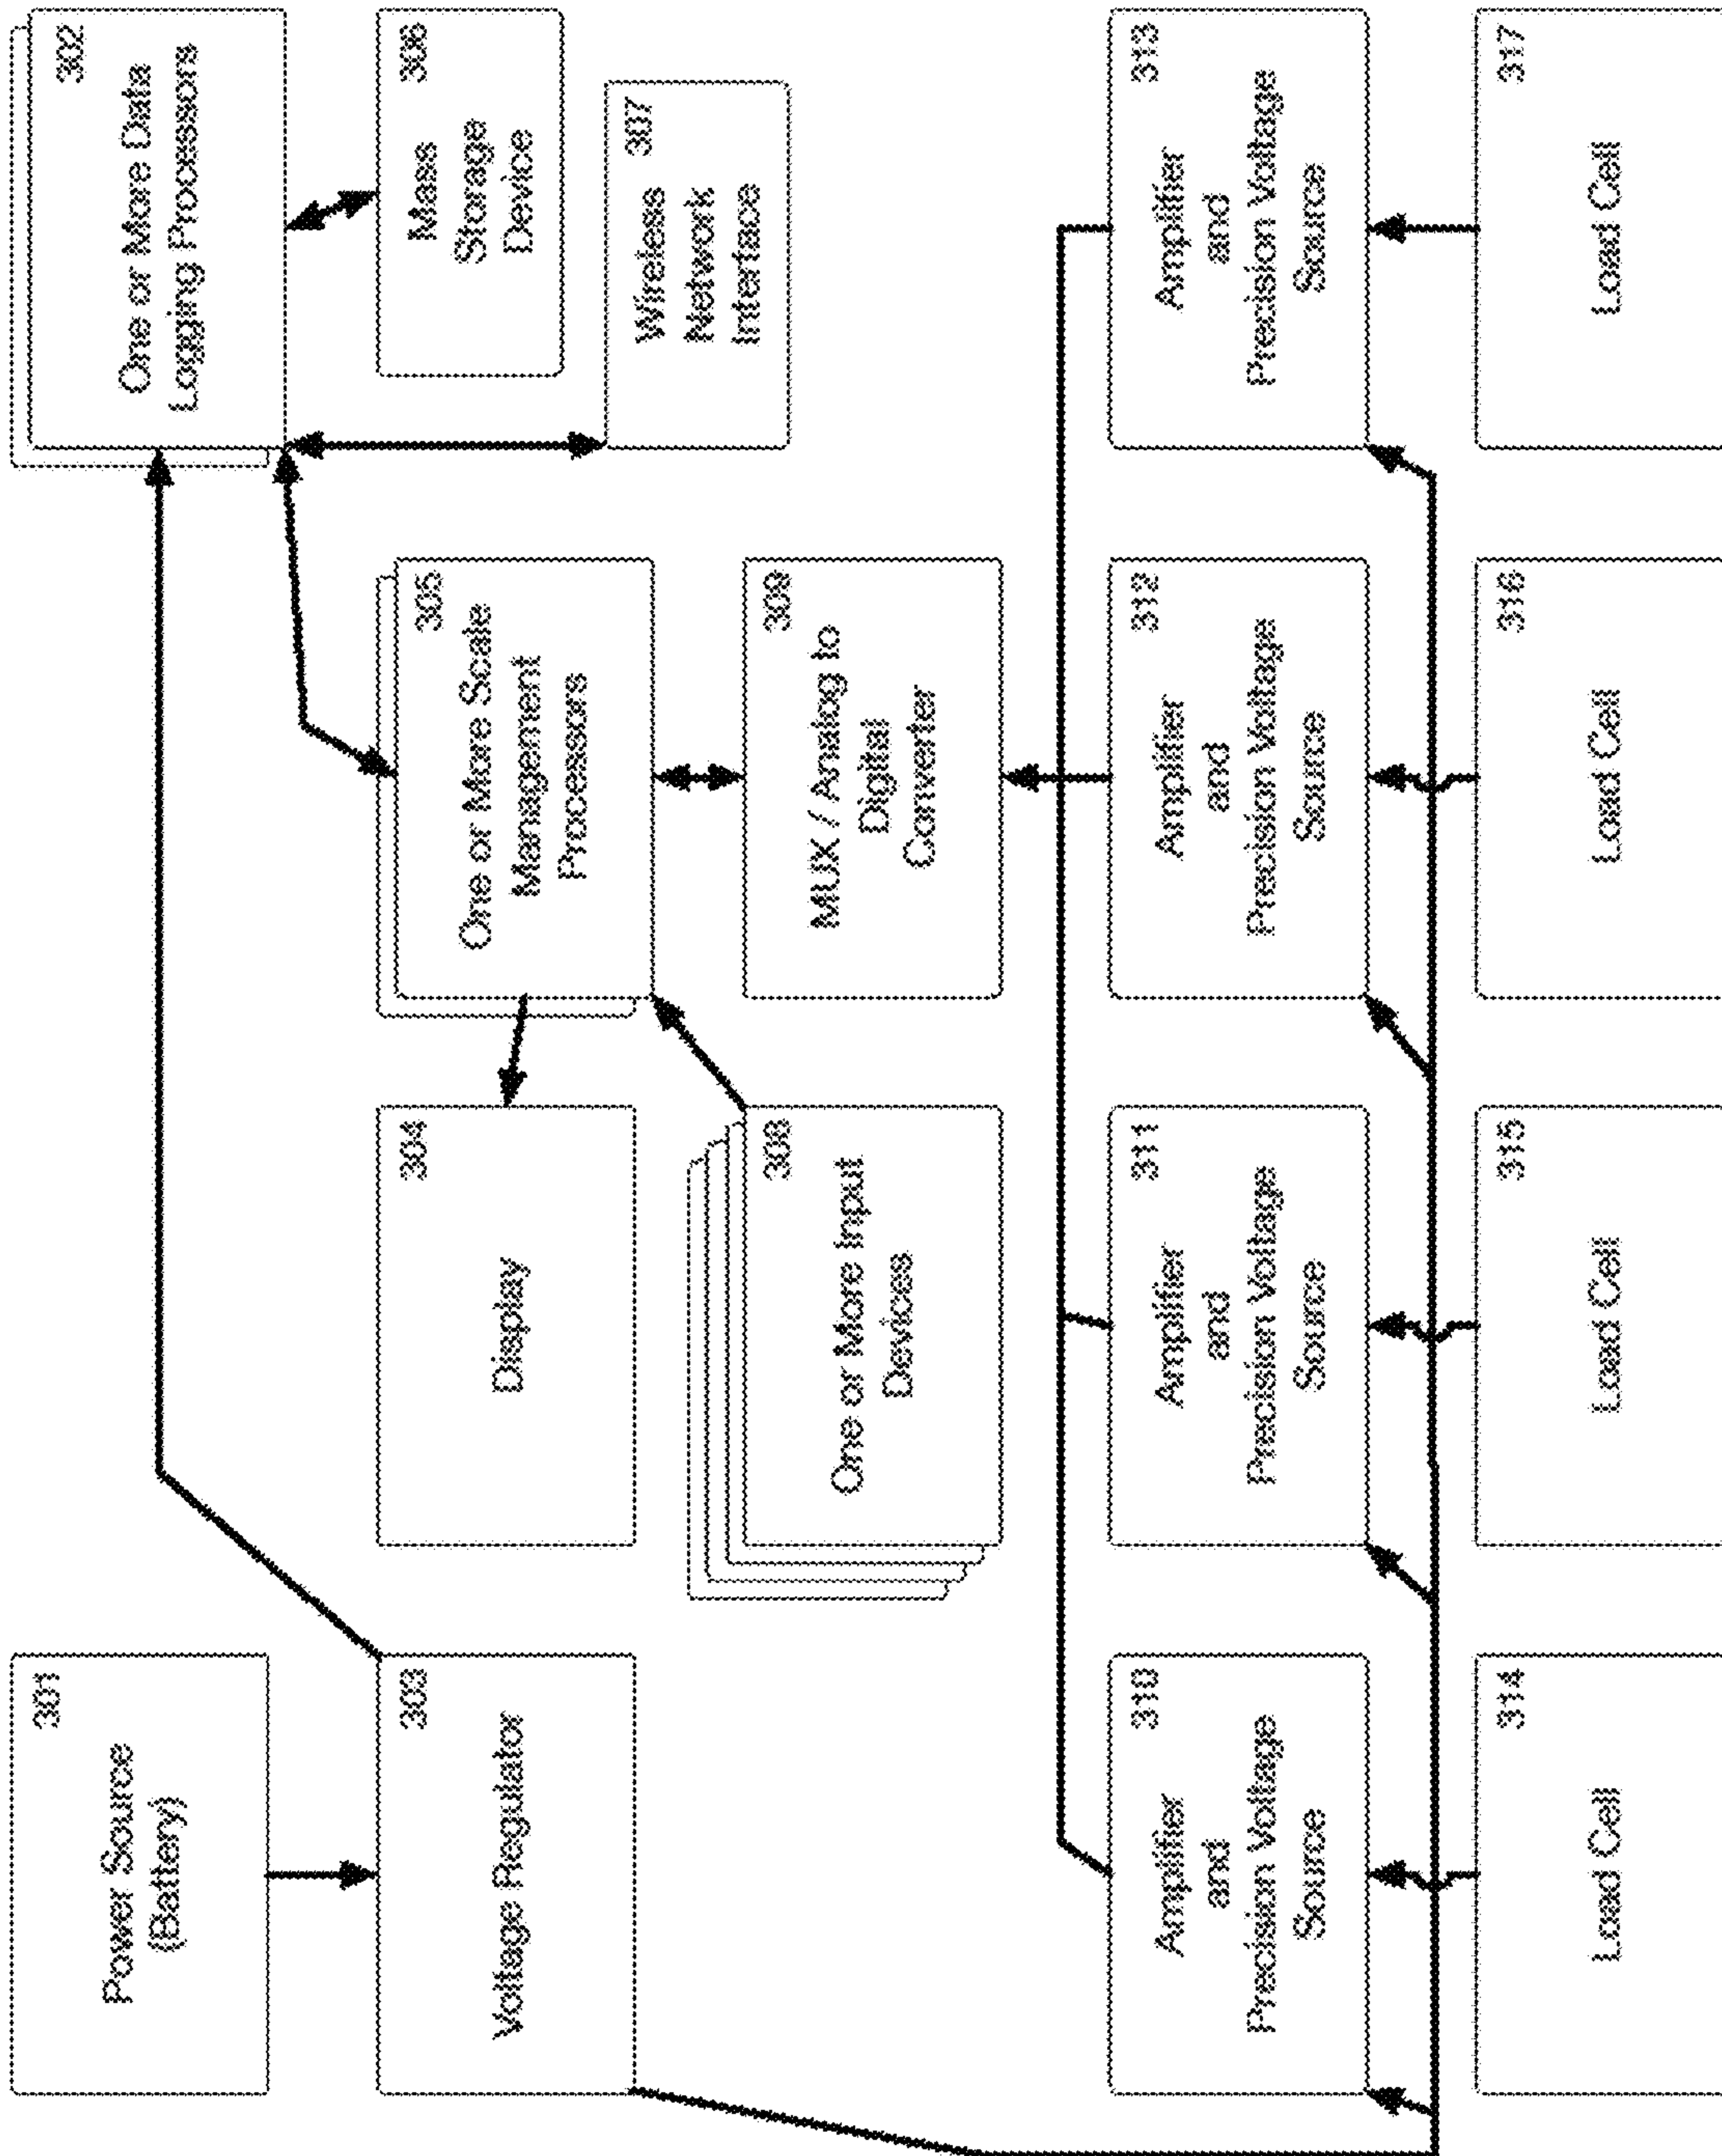 301
Power Source
(Battery)
302
One or More Data
Logging Processors
303
Voltage Regulator
304
Display
305
One or More Scale
Management
Processors
306
Mass
Storage
Device
307
Wireless
Network
Interface
308
One or More Input
Devices
309
MUX / Analog to
Digital
Converter
310
Amplifier
and
Precision Voltage
Source
311
Amplifier
and
Precision Voltage
Source
312
Amplifier
and
Precision Voltage
Source
313
Amplifier
and
Precision Voltage
Source
314
Load Cell
315
Load Cell
316
Load Cell
317
Load Cell